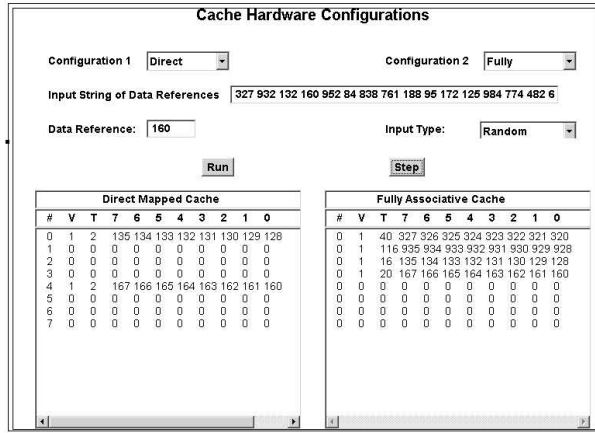 Cache Hardware Configurations
Configuration 1 Direct Configuration 2 Fully
Input String of Data References 327 932 132 160 952 84 838 761 188 95 172 125 984 774 482 6
Data Reference: 160 Input Type: Random
Run Step
Direct Mapped Cache
# V T 7 6 5 4 3 2 1 0
0 1 2 135 134 133 132 131 130 129 128
1 0 0 0 0 0 0 0 0 0 0
2 0 0 0 0 0 0 0 0 0 0
3 0 0 0 0 0 0 0 0 0 0
4 1 2 167 166 165 164 163 162 161 160
5 0 0 0 0 0 0 0 0 0 0
6 0 0 0 0 0 0 0 0 0 0
7 0 0 0 0 0 0 0 0 0 0
Fully Associative Cache
# V T 7 6 5 4 3 2 1 0
0 1 40 327 326 325 324 323 322 321 320
0 1 116 935 934 933 932 931 930 929 928
0 1 16 135 134 133 132 131 130 129 128
0 1 20 167 166 165 164 163 162 161 160
0 0 0 0 0 0 0 0 0 0 0
0 0 0 0 0 0 0 0 0 0 0
0 0 0 0 0 0 0 0 0 0 0
0 0 0 0 0 0 0 0 0 0 0